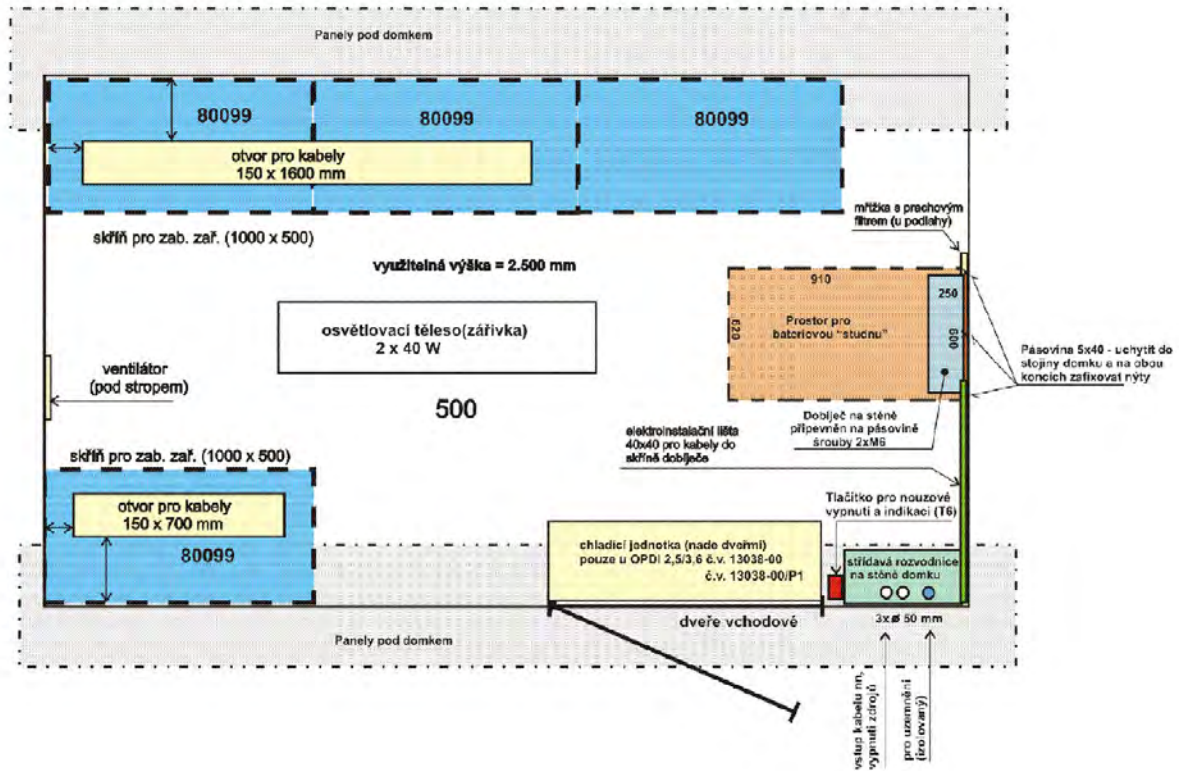 Panely pod domkem
80099
80099
80099
otvor pro kabely
150 x 1600 mm
skříň pro zab. zař. (1000 x 500)
mřížka s prachovým
filtrem (u podlahy)
využitelná výška = 2.500 mm
910
250
620
600
Prostor pro
bateriovou "studnu"
osvětlovací těleso(zářivka)
2 x 40 W
ventilátor
(pod stropem)
Pásovina 5x40 - uchytit do
stojiny domku a na obou
koncích zafixovat nýty
500
Dobíječ na stěně
připevněn na pásovině
šrouby 2xM6
elektroinstalační lišta
40x40 pro kabely do
skříně dobíječe
skříň pro zab. zař. (1000 x 500)
otvor pro kabely
150 x 700 mm
80099
Tlačítko pro nouzové
vypnutí a indikaci (T6)
chladící jednotka (nade dveřmi)
pouze u OPDI 2,5/3,6 č.v. 13038-00
č.v. 13038-00/P1
střídavá rozvodnice
na stěně domku
dveře vchodové
3x ø 50 mm
Panely pod domkem
vstup kabelu nn,
vypnutí zdrojů
pro uzemnění
(izolovaný)